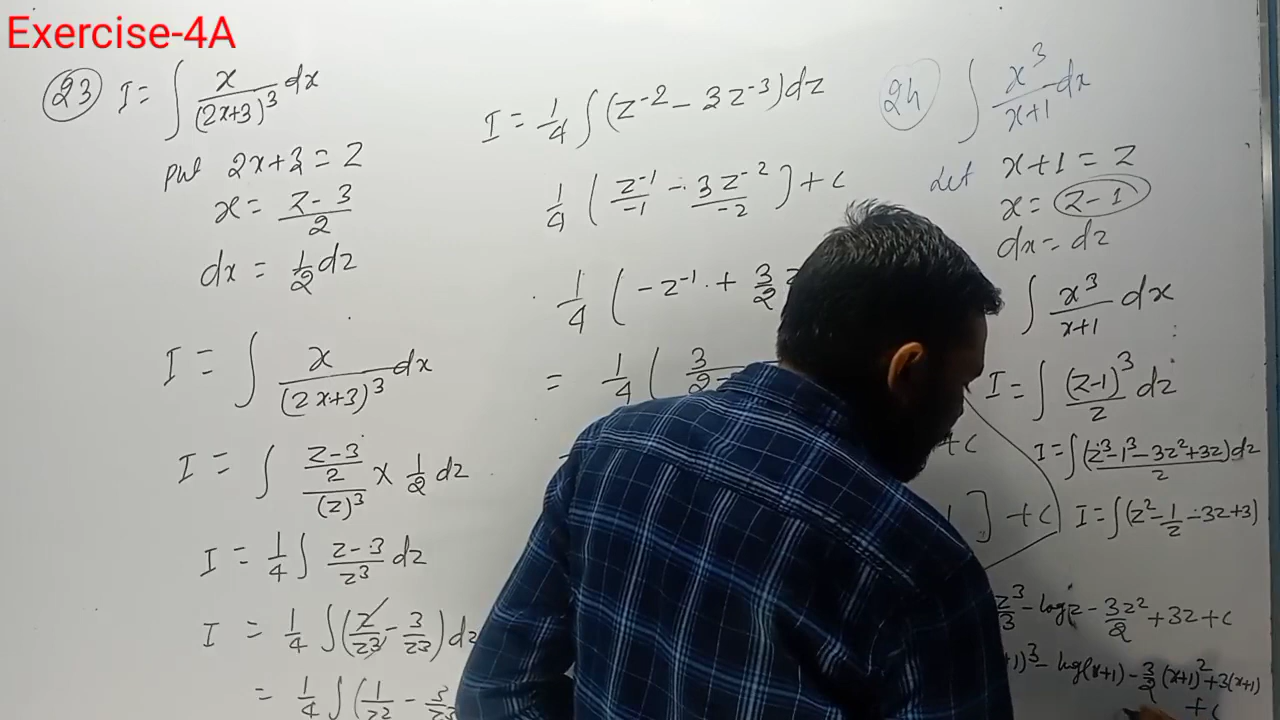 Exercise-4A
(23) I = ∫ x/(2x+3)³ dx
put 2x+3 = z
x = (z-3)/2
dx = 1/2 dz
I = ∫ x/(2x+3)³ dx
I = ∫ ((z-3)/2)/(z)³ × 1/2 dz
I = 1/4 ∫ (z-3)/z³ dz
I = 1/4 ∫ (z/z³ - 3/z³) dz
= 1/4 ∫ (1/z² - 3/z³
I = 1/4 ∫ (z⁻² - 3z⁻³) dz
1/4 ( z⁻¹/-1 - 3z⁻²/-2 ) + c
1/4 ( -z⁻¹ + 3/2 z
= 1/4 ( 3/2
+c
] + c
(24) ∫ x³/(x+1) dx
Let x+1 = z
x = z-1
dx = dz
∫ x³/(x+1) dx
I = ∫ (z-1)³/z dz
I = ∫ (z³ - 1³ - 3z² + 3z) dz/z
I = ∫ (z² - 1/z - 3z + 3)
z³/3 - log z - 3z²/2 + 3z + c
+1)³ - log(x+1) - 3/2 (x+1)² + 3(x+1)
+ c